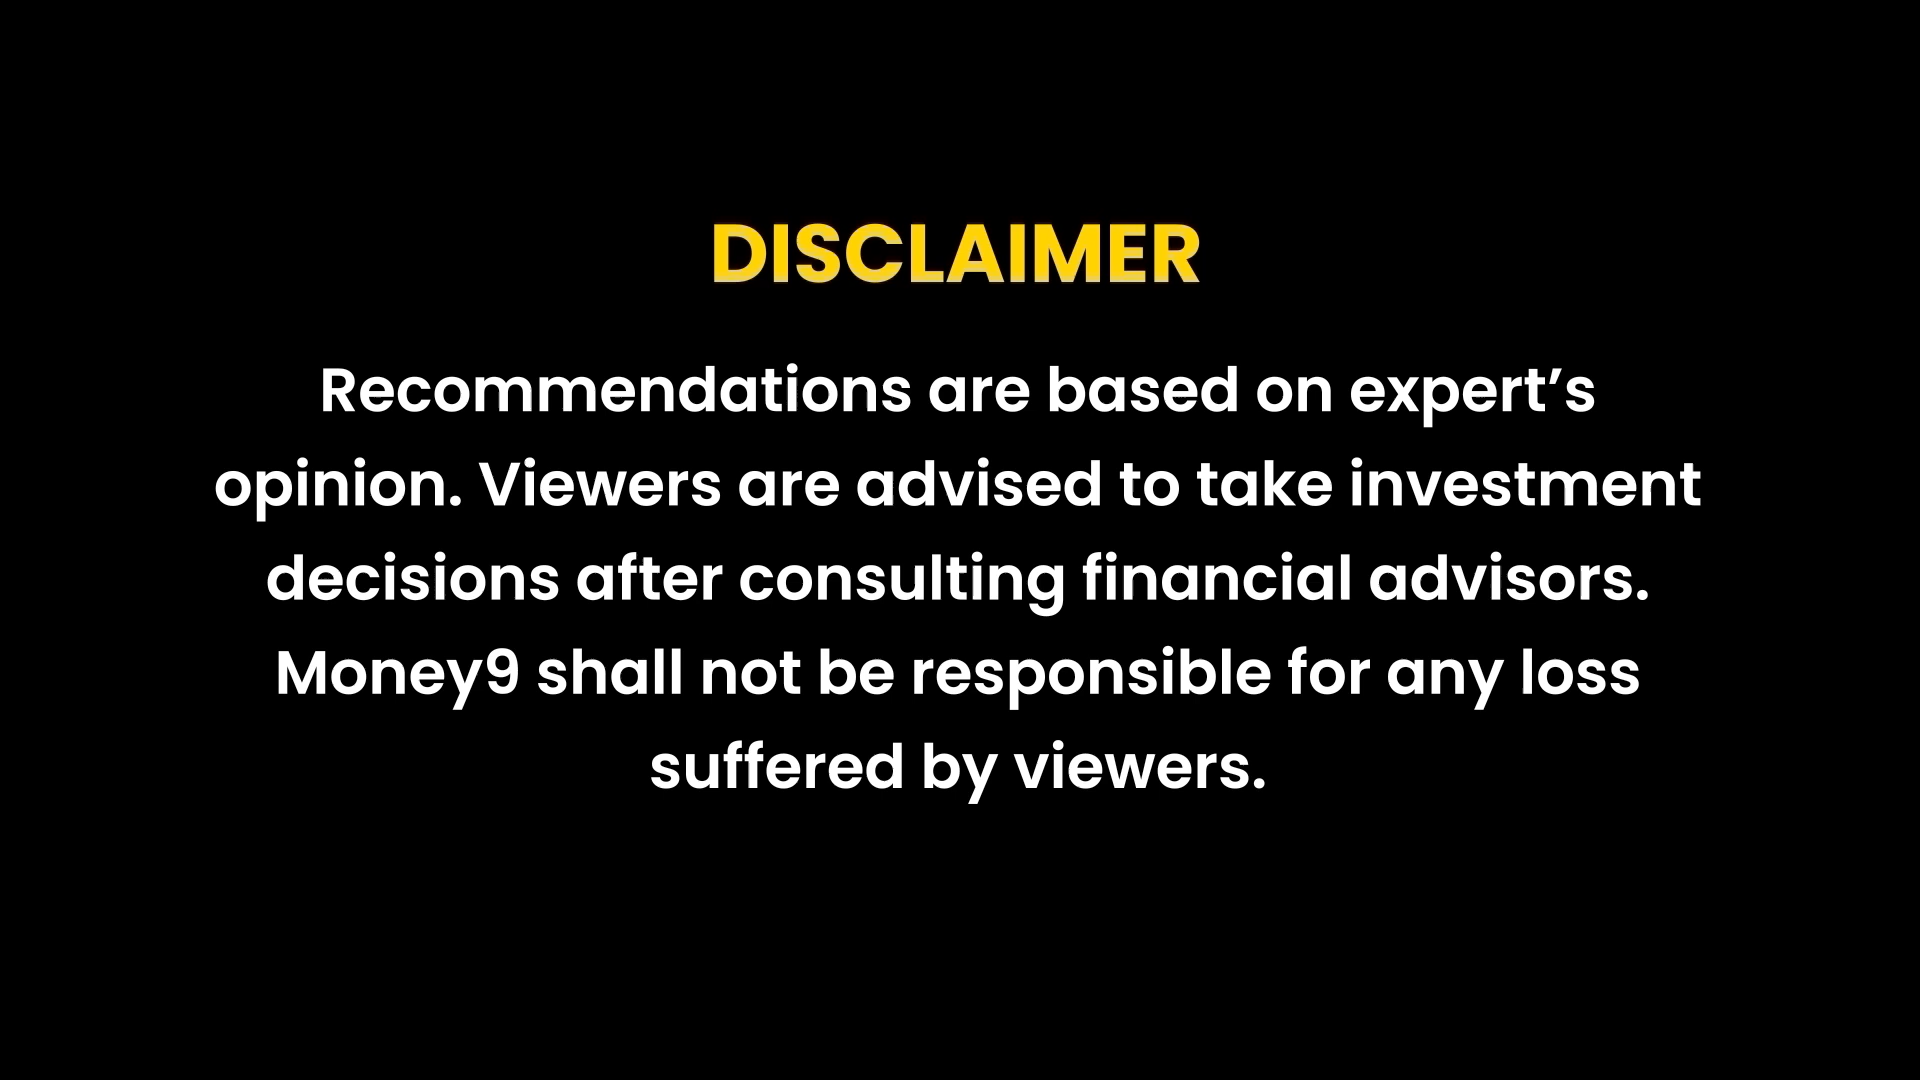 DISCLAIMER
Recommendations are based on expert’s
opinion. Viewers are advised to take investment
decisions after consulting financial advisors.
Money9 shall not be responsible for any loss
suffered by viewers.